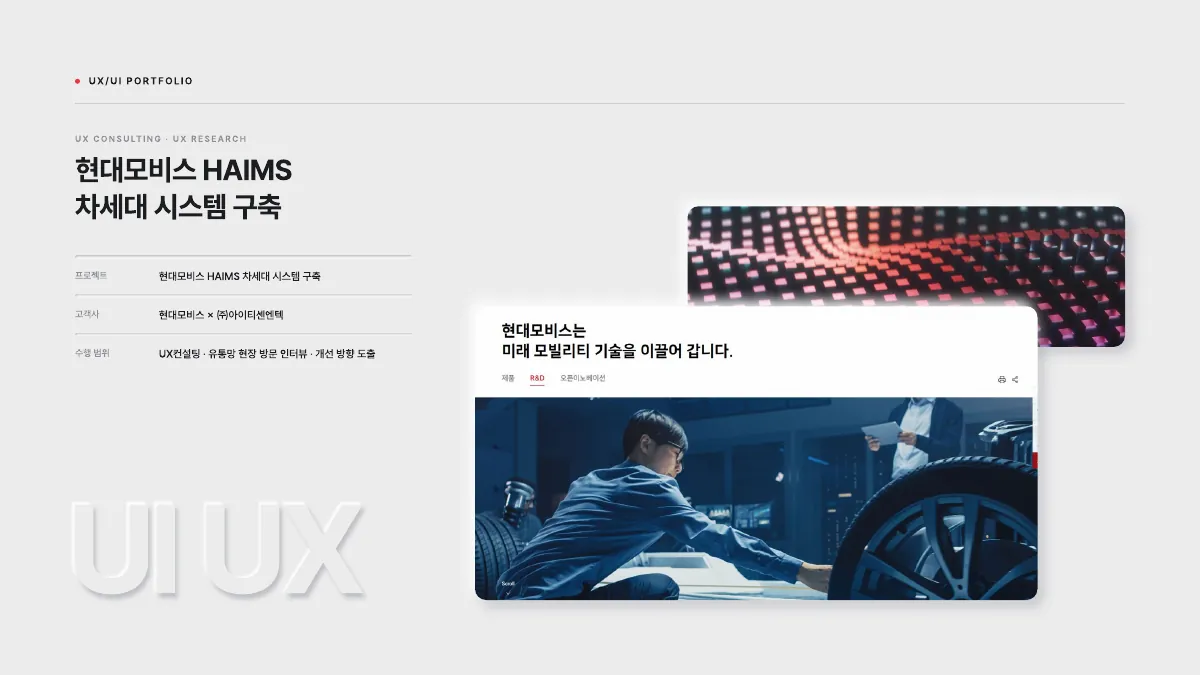 UX/UI PORTFOLIO
UX CONSULTING · UX RESEARCH
현대모비스 HAIMS
차세대 시스템 구축
프로젝트 현대모비스 HAIMS 차세대 시스템 구축
고객사 현대모비스 × ㈜아이티센엔텍
수행 범위 UX컨설팅 · 유통망 현장 방문 인터뷰 · 개선 방향 도출
UI UX
현대모비스는
미래 모빌리티 기술을 이끌어 갑니다.
제품 R&D 오픈이노베이션
Scroll